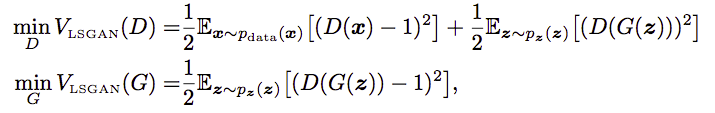 min_D V_LSGAN(D) = 1/2 𝔼_{x∼p_data(x)}[(D(x) − 1)²] + 1/2 𝔼_{z∼p_z(z)}[(D(G(z)))²]
min_G V_LSGAN(G) = 1/2 𝔼_{z∼p_z(z)}[(D(G(z)) − 1)²],